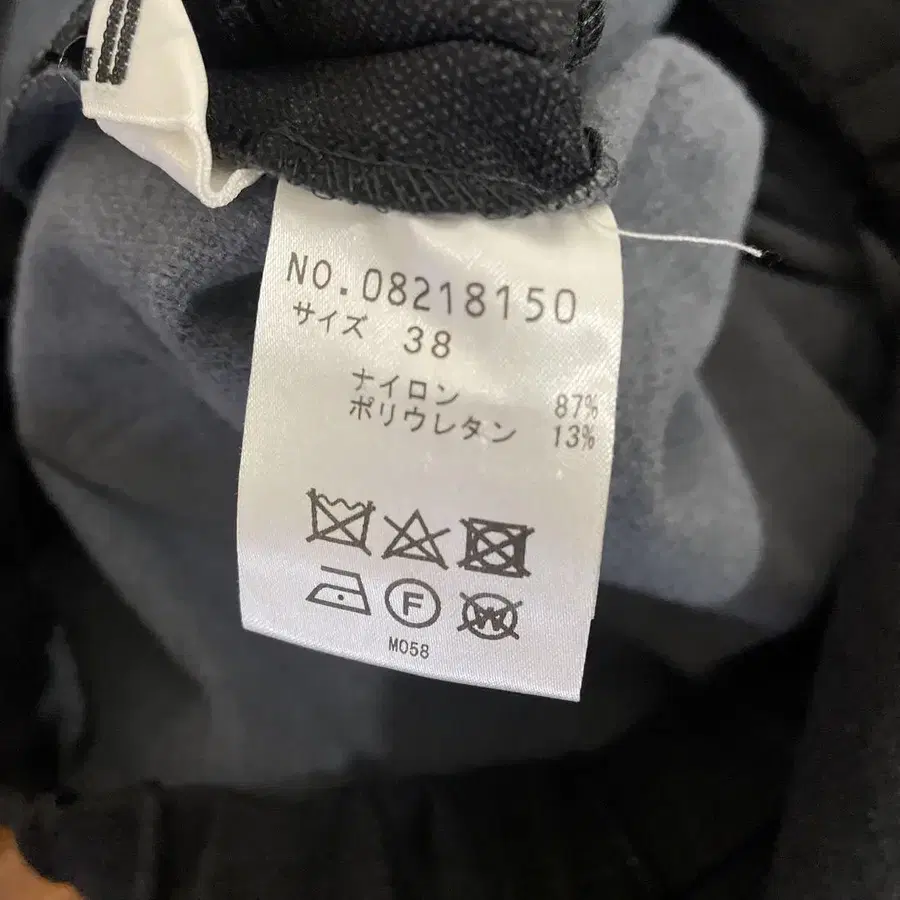 NO.08218150
サイズ 38
ナイロン 87%
ポリウレタン 13%
F
W
M058